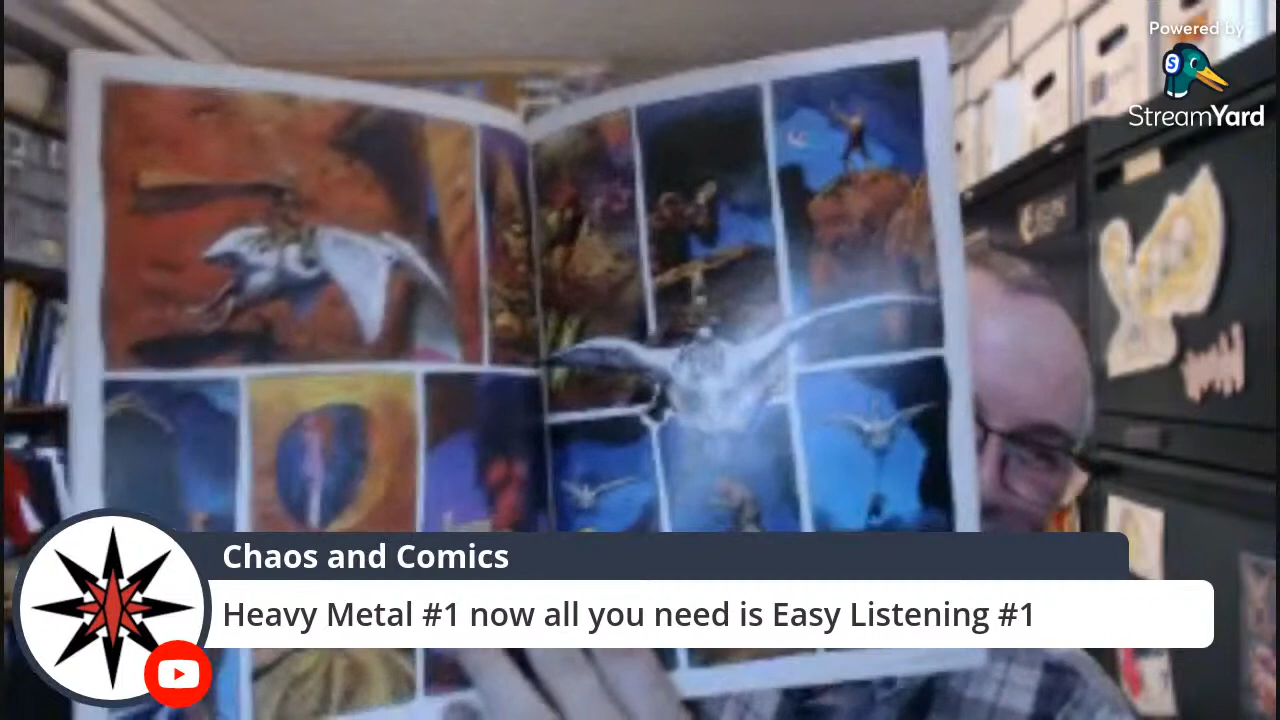 Powered by
StreamYard
Chaos and Comics
Heavy Metal #1 now all you need is Easy Listening #1